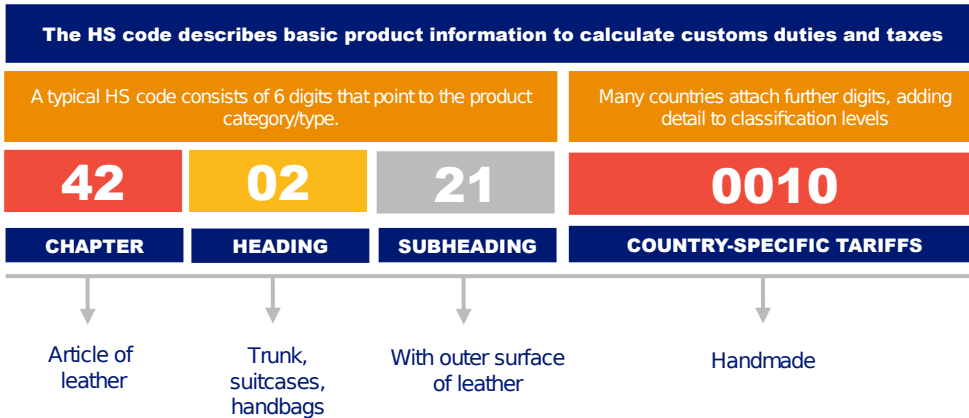 The HS code describes basic product information to calculate customs duties and taxes
A typical HS code consists of 6 digits that point to the product
category/type.
Many countries attach further digits, adding
detail to classification levels
42
02
21
0010
CHAPTER
HEADING
SUBHEADING
COUNTRY-SPECIFIC TARIFFS
Article of
leather
Trunk,
suitcases,
handbags
With outer surface
of leather
Handmade